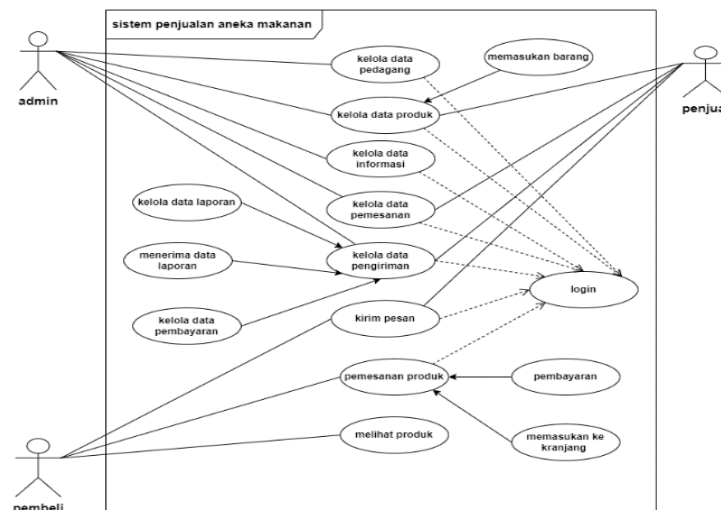 sistem penjualan aneka makanan
admin
kelola data
pedagang
memasukan barang
kelola data produk
penjua
kelola data
informasi
kelola data laporan
kelola data
pemesanan
menerima data
laporan
kelola data
pengiriman
login
kelola data
pembayaran
kirim pesan
pemesanan produk
pembayaran
melihat produk
memasukan ke
kranjang
pembeli